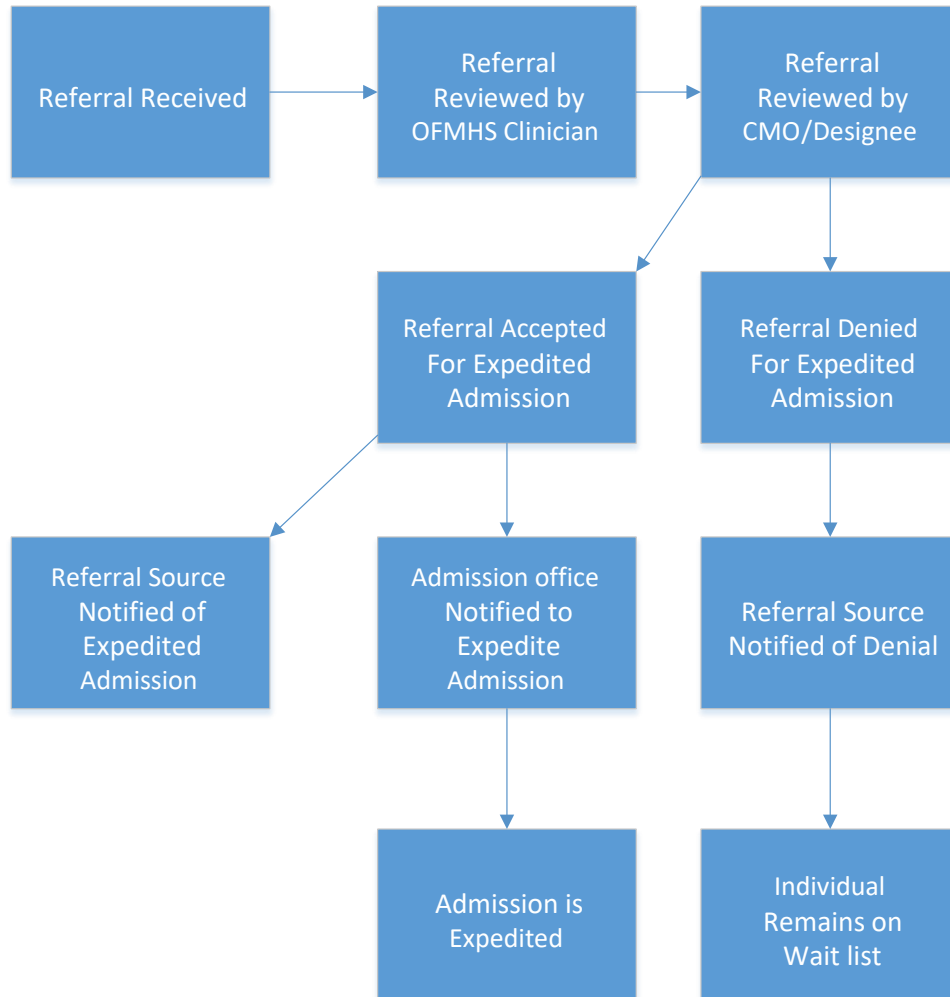 Referral Received
Referral
Reviewed by
OFMHS Clinician
Referral
Reviewed by
CMO/Designee
Referral Accepted
For Expedited
Admission
Referral Denied
For Expedited
Admission
Referral Source
Notified of
Expedited
Admission
Admission office
Notified to
Expedite
Admission
Referral Source
Notified of Denial
Admission is
Expedited
Individual
Remains on
Wait list